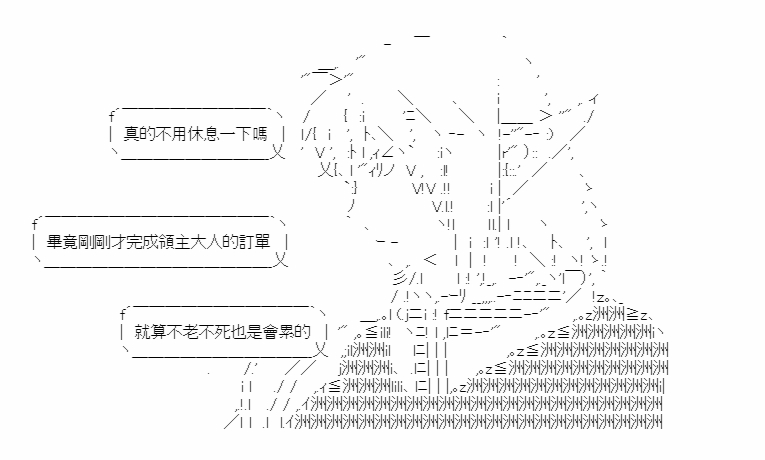 真的不用休息一下嗎
畢竟剛剛才完成領主大人的訂單
就算不老不死也是會累的